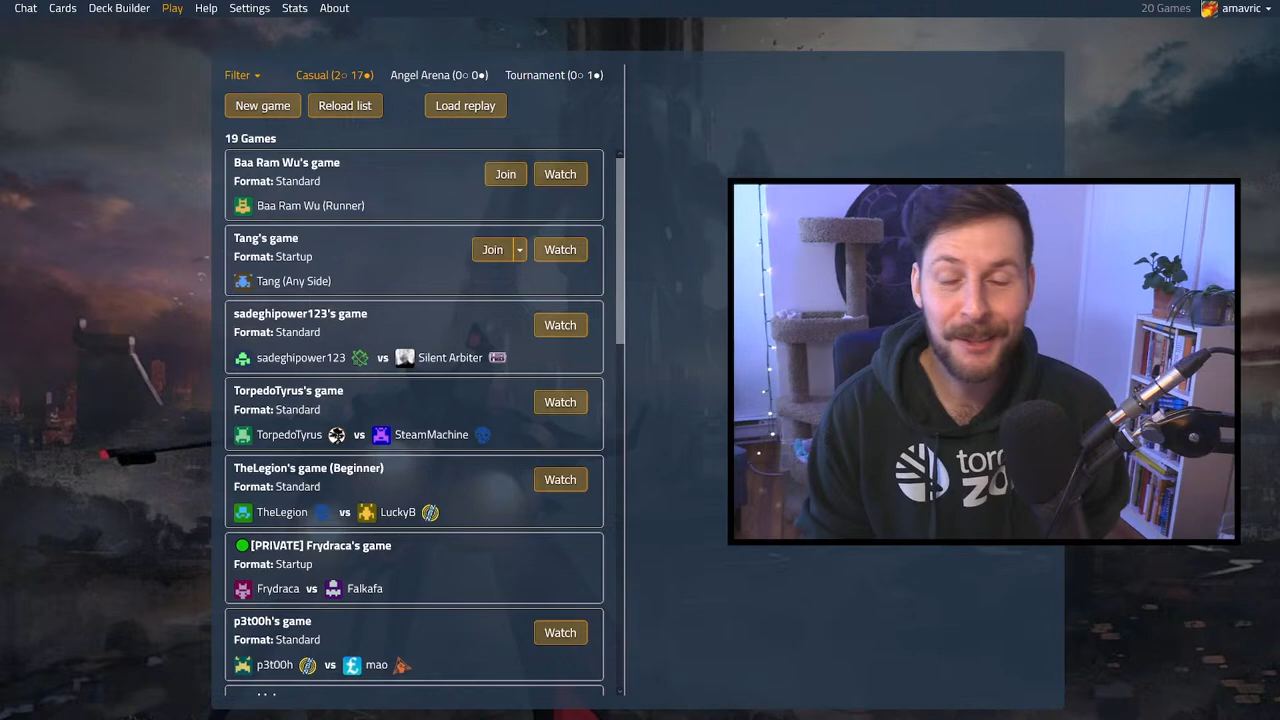 Chat Cards Deck Builder Play Help Settings Stats About 20 Games amavric
Filter Casual (2○ 17●) Angel Arena (0○ 0●) Tournament (0○ 1●)
New game Reload list Load replay
19 Games
Baa Ram Wu's game
Format: Standard
Join Watch
Baa Ram Wu (Runner)
Tang's game
Format: Startup
Join Watch
Tang (Any Side)
sadeghipower123's game
Format: Standard
Watch
sadeghipower123 vs Silent Arbiter
TorpedoTyrus's game
Format: Standard
Watch
TorpedoTyrus vs SteamMachine
TheLegion's game (Beginner)
Format: Standard
Watch
TheLegion vs LuckyB
[PRIVATE] Frydraca's game
Format: Startup
Frydraca vs Falkafa
p3t00h's game
Format: Standard
Watch
p3t00h vs mao